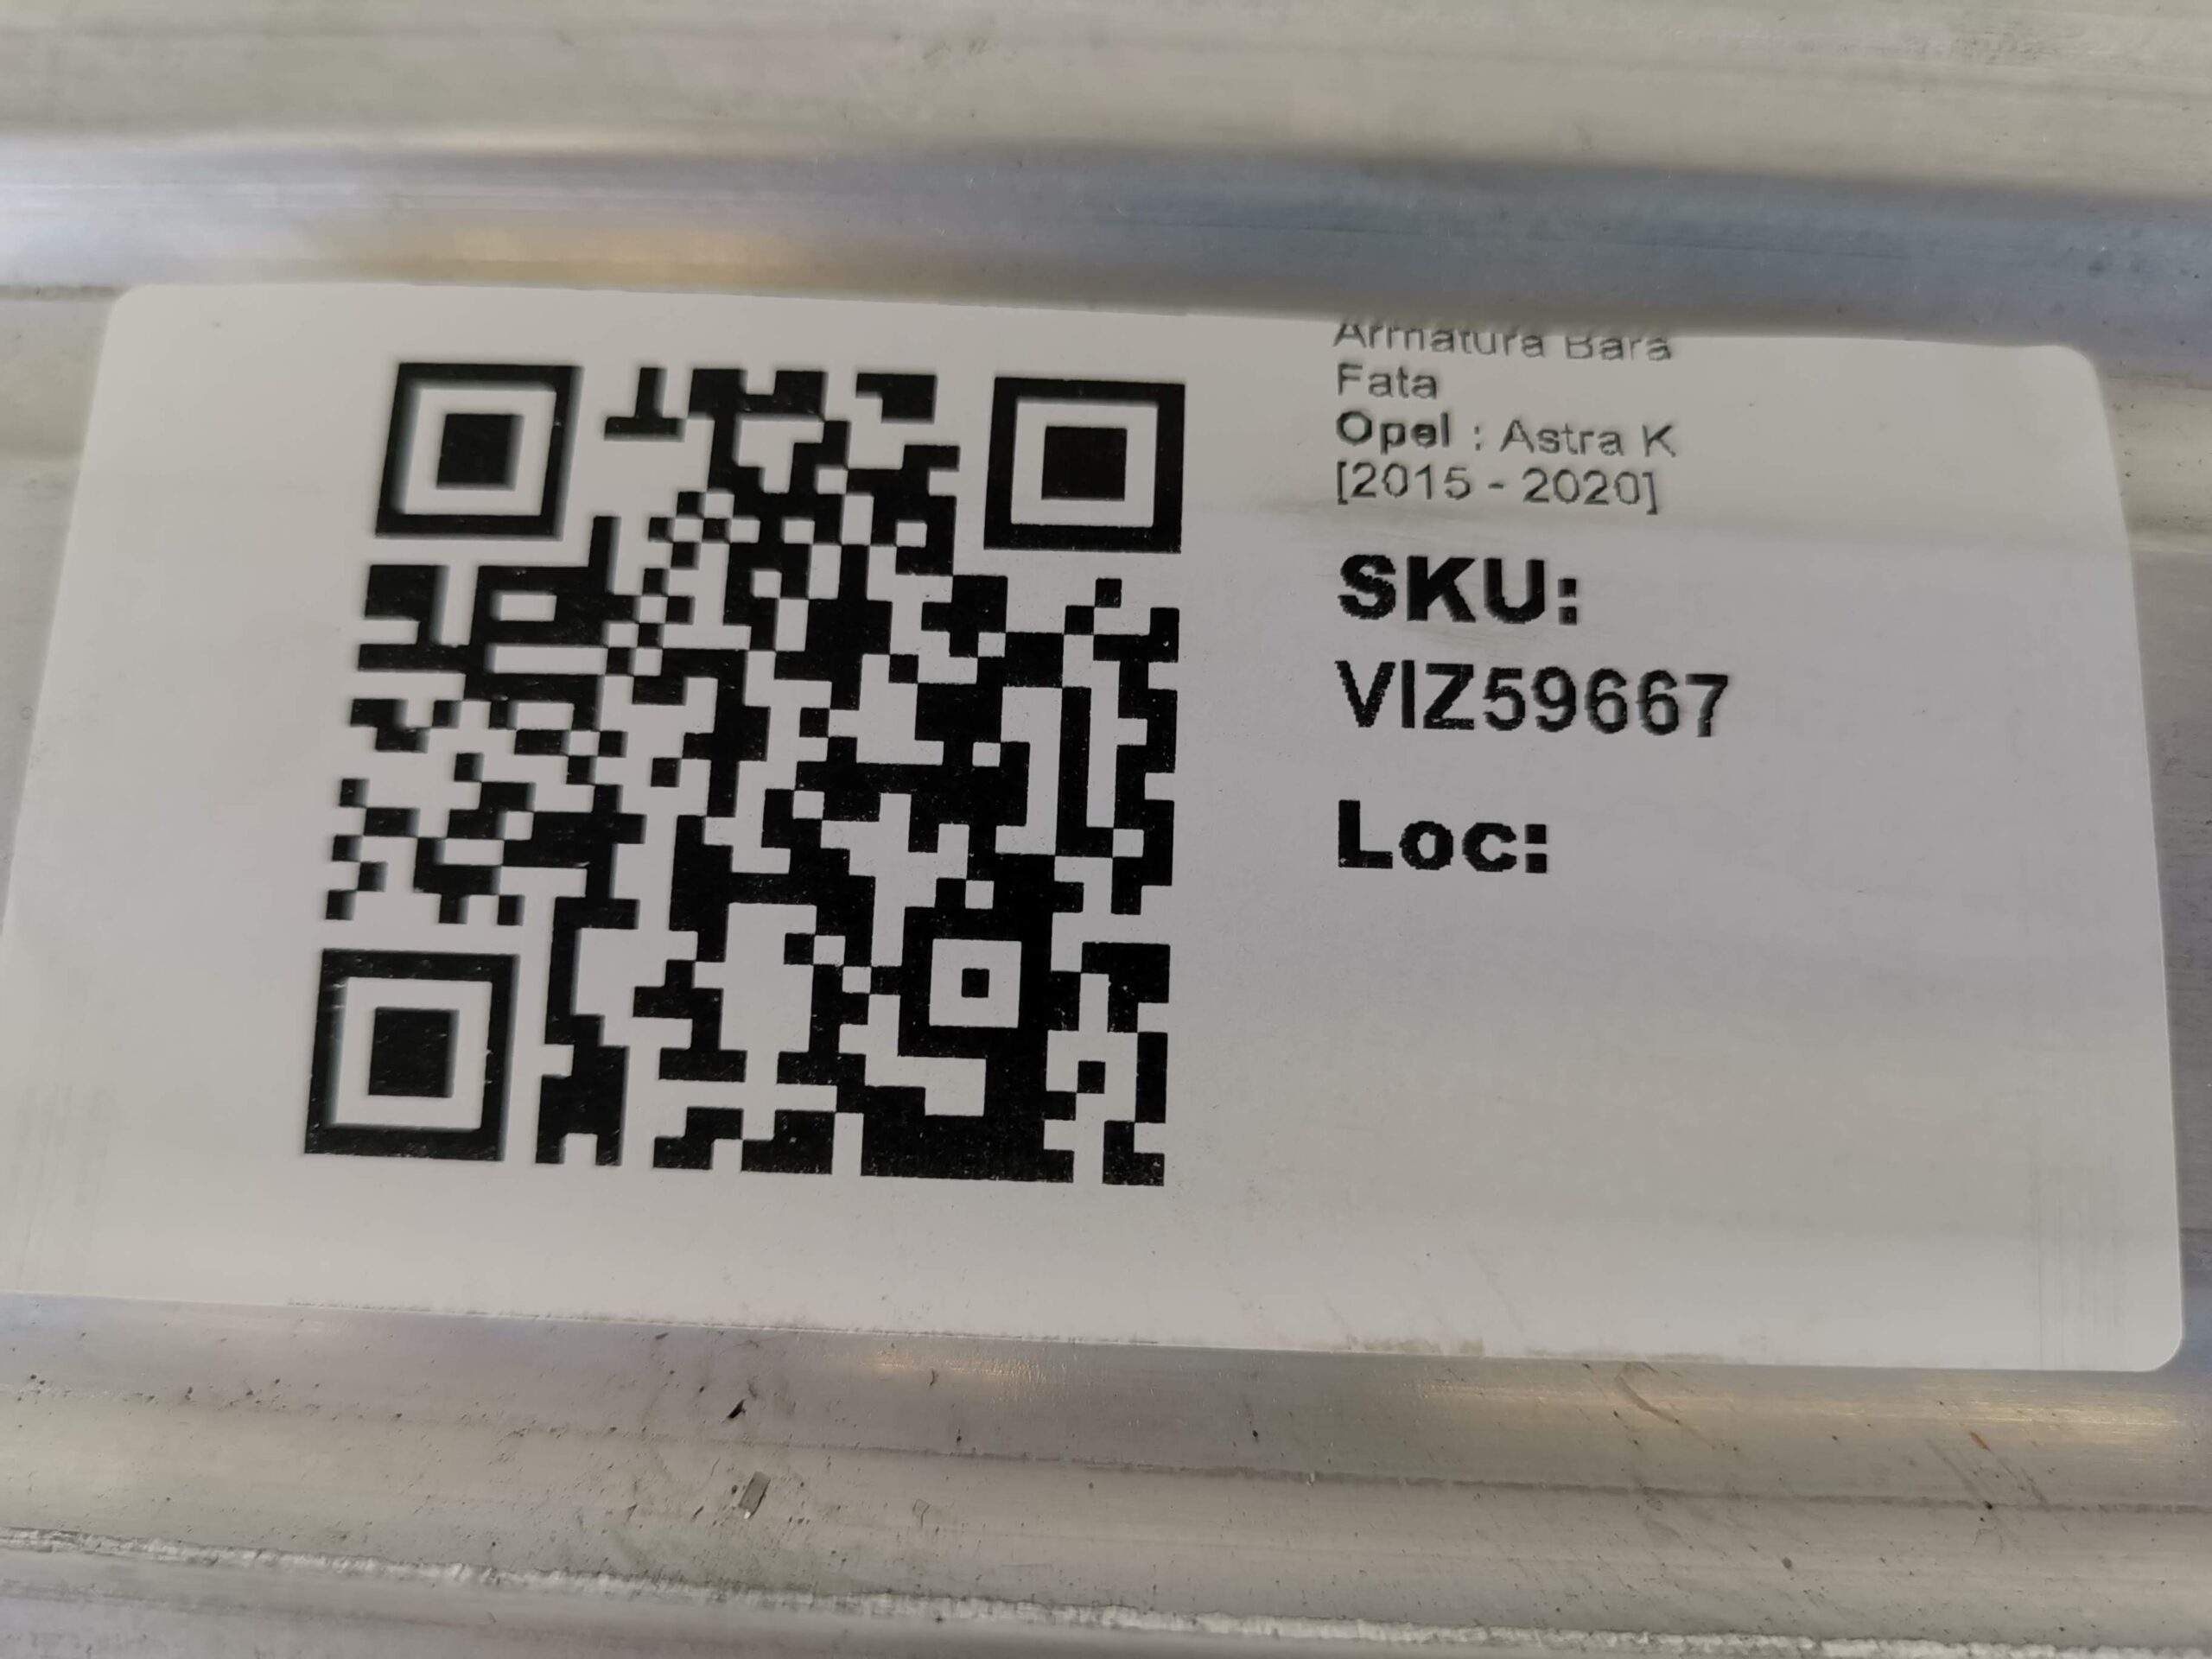 Armatura Bara
Fata
Opel : Astra K
[2015 - 2020]
SKU:
VIZ59667
Loc: